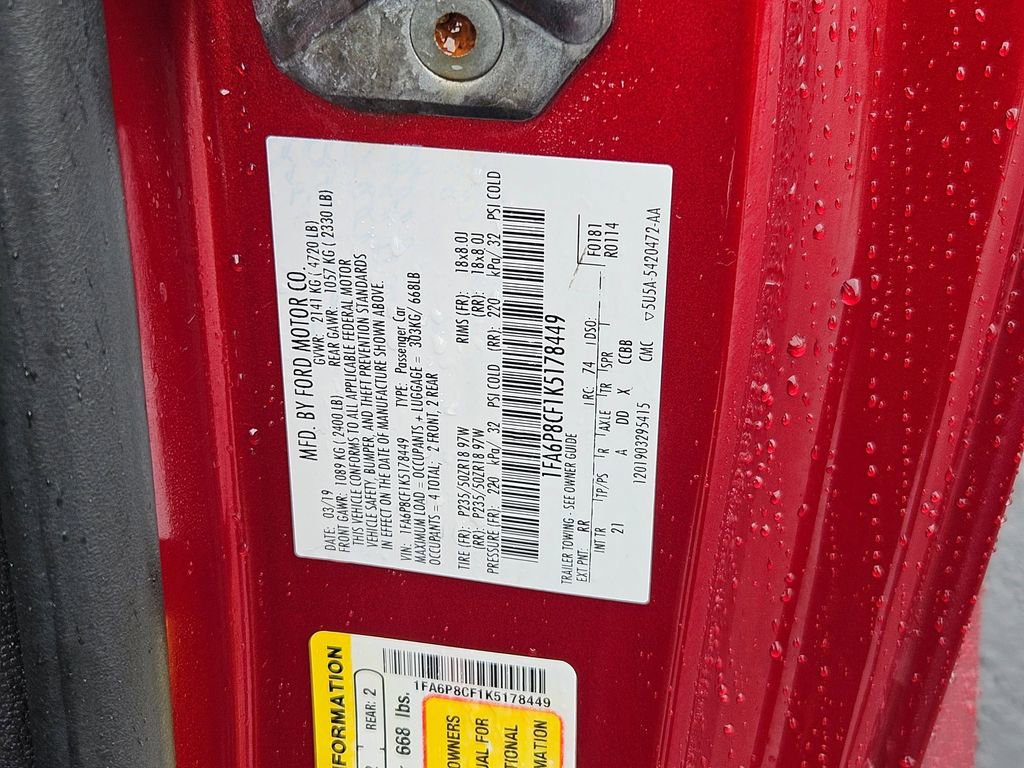 MFD. BY FORD MOTOR CO.
DATE: 03/19 GVWR: 2141 KG ( 4720 LB)
FRONT GAWR: 1089 KG ( 2400 LB) REAR GAWR: 1057 KG ( 2330 LB)
THIS VEHICLE CONFORMS TO ALL APPLICABLE FEDERAL MOTOR
VEHICLE SAFETY, BUMPER, AND THEFT PREVENTION STANDARDS
IN EFFECT ON THE DATE OF MANUFACTURE SHOWN ABOVE.
VIN: 1FA6P8CF1K5178449 TYPE: Passenger Car
MAXIMUM LOAD = OCCUPANTS + LUGGAGE = 303KG/ 668LB
OCCUPANTS = 4 TOTAL; 2 FRONT, 2 REAR
TIRE (FR): P235/50ZR18 97W RIMS (FR): 18x8.0J
(RR): P235/50ZR18 97W (RR): 18x8.0J
PRESSURE (FR): 220 kPa/ 32 PSI COLD (RR): 220 kPa/ 32 PSI COLD
1FA6P8CF1K5178449
TRAILER TOWING - SEE OWNER GUIDE
EXT PNT: RR RC: 74 DSO: F0181
INT TR TP/PS R AXLE TR SPR R0114
21 A DD X CCBB
1201903295415 CMC ▽5U5A-5420472-AA
FORMATION
REAR: 2
668 lbs.
1FA6P8CF1K5178449
OWNERS
UAL FOR
TIONAL
MATION